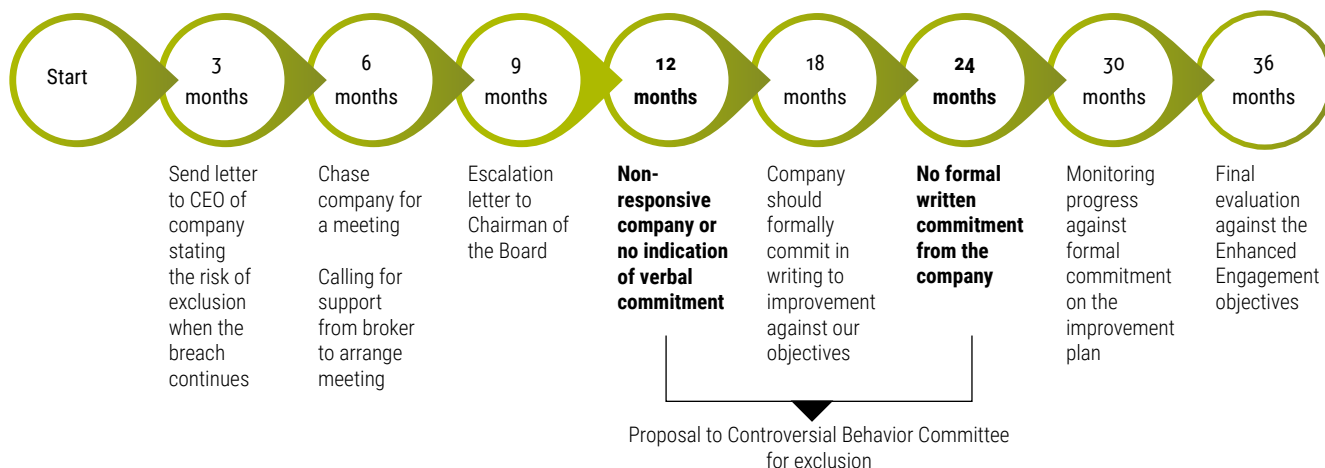 Start
3
months
6
months
9
months
12
months
18
months
24
months
30
months
36
months
Send letter
to CEO of
company
stating
the risk of
exclusion
when the
breach
continues
Chase
company for
a meeting
Calling for
support
from broker
to arrange
meeting
Escalation
letter to
Chairman of
the Board
Non-
responsive
company or
no indication
of verbal
commitment
Company
should
formally
commit in
writing to
improvement
against our
objectives
No formal
written
commitment
from the
company
Monitoring
progress
against
formal
commitment
on the
improvement
plan
Final
evaluation
against the
Enhanced
Engagement
objectives
Proposal to Controversial Behavior Committee
for exclusion